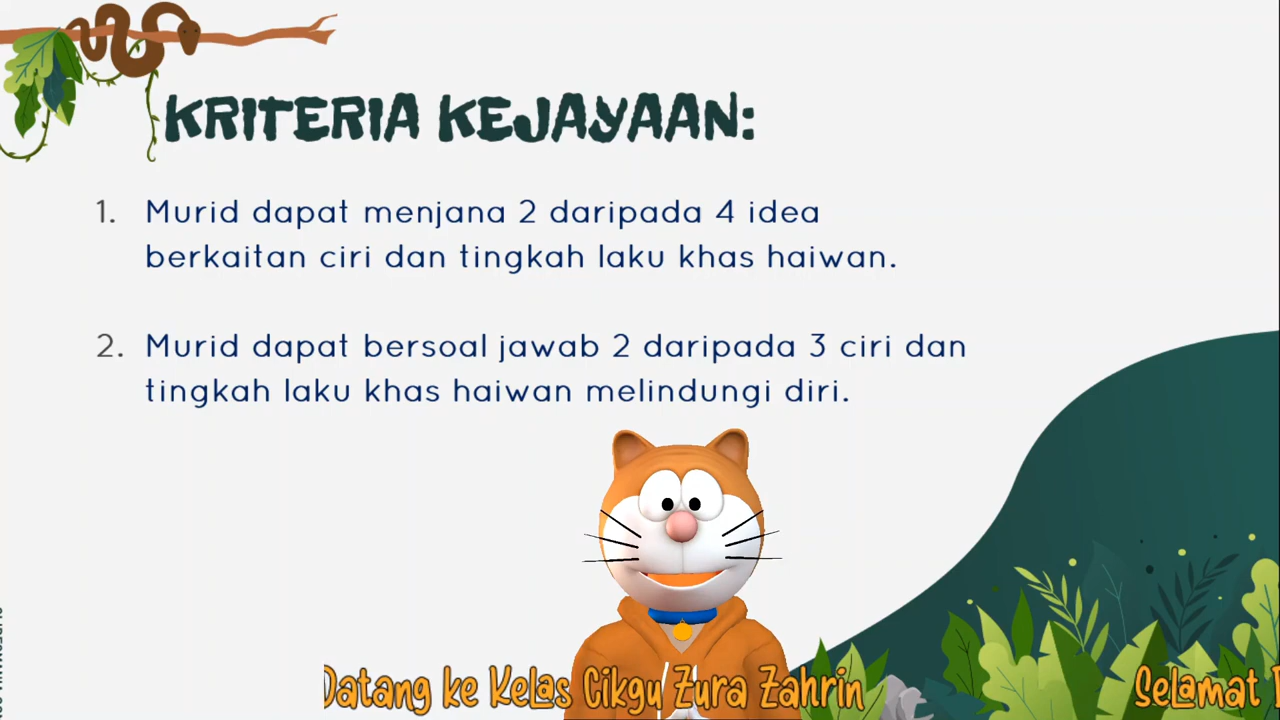 KRITERIA KEJAYAAN:
1. Murid dapat menjana 2 daripada 4 idea
berkaitan ciri dan tingkah laku khas haiwan.
2. Murid dapat bersoal jawab 2 daripada 3 ciri dan
tingkah laku khas haiwan melindungi diri.
Datang ke Kelas Cikgu Zura Zahrin
Selamat